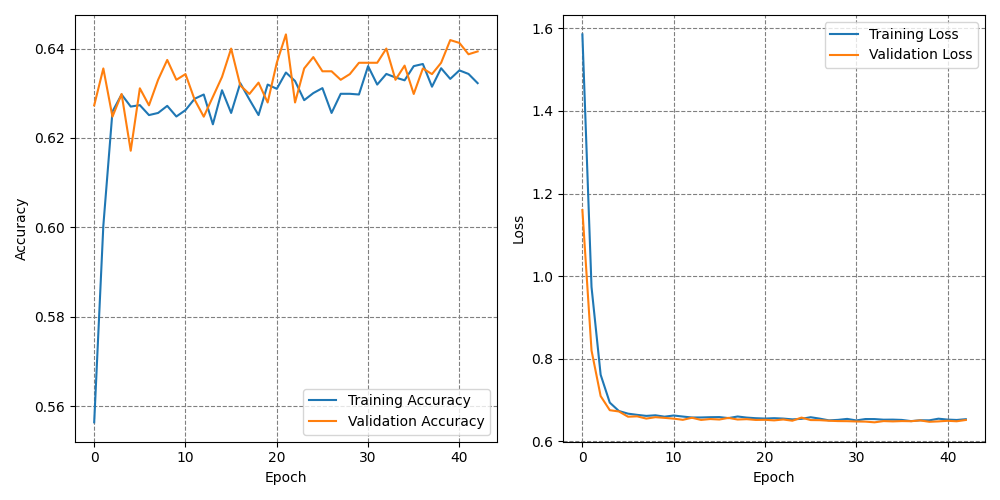 0.64
0.62
0.60
0.58
0.56
Accuracy
0 10 20 30 40
Epoch
Training Accuracy
Validation Accuracy
1.6
1.4
1.2
1.0
0.8
0.6
Loss
0 10 20 30 40
Epoch
Training Loss
Validation Loss